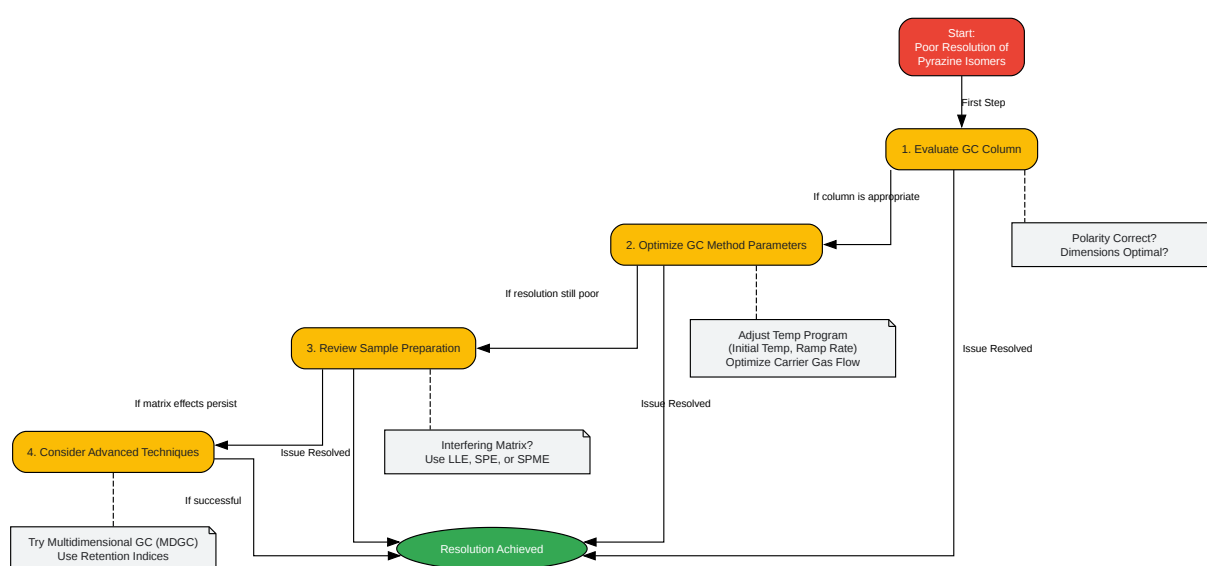 Start:
Poor Resolution of
Pyrazine Isomers
First Step
1. Evaluate GC Column
If column is appropriate
Polarity Correct?
Dimensions Optimal?
2. Optimize GC Method Parameters
If resolution still poor
Adjust Temp Program
(Initial Temp, Ramp Rate)
Optimize Carrier Gas Flow
Issue Resolved
3. Review Sample Preparation
If matrix effects persist
Issue Resolved
Interfering Matrix?
Use LLE, SPE, or SPME
Issue Resolved
4. Consider Advanced Techniques
If successful
Try Multidimensional GC (MDGC)
Use Retention Indices
Resolution Achieved